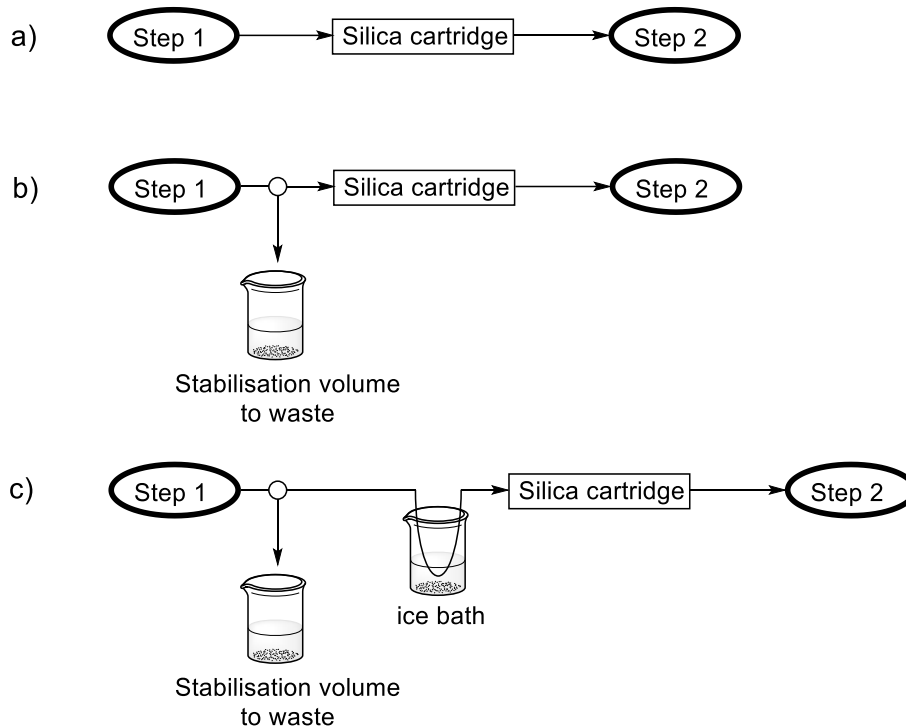 a)
Step 1
Silica cartridge
Step 2
b)
Step 1
Silica cartridge
Step 2
Stabilisation volume
to waste
c)
Step 1
Silica cartridge
Step 2
ice bath
Stabilisation volume
to waste